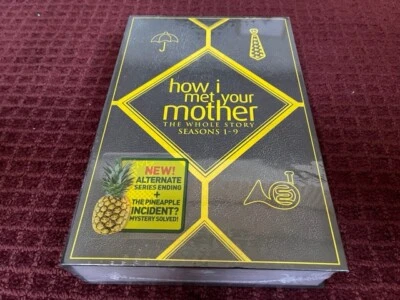 how i
met your
mother
THE WHOLE STORY
SEASONS 1-9
NEW!
ALTERNATE
SERIES ENDING
+
THE PINEAPPLE
INCIDENT?
MYSTERY SOLVED!